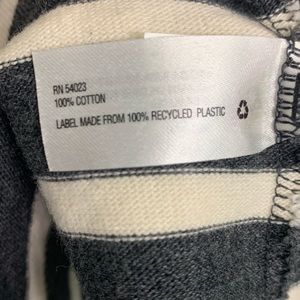 RN 54023
100% COTTON
LABEL MADE FROM 100% RECYCLED PLASTIC